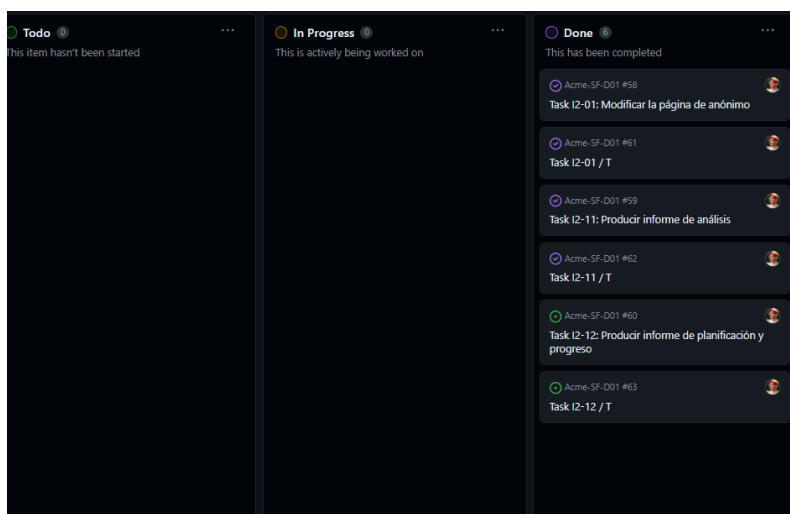 Todo 0
This item hasn't been started
In Progress 0
This is actively being worked on
Done 6
This has been completed
Acme-SF-D01 #58
Task I2-01: Modificar la página de anónimo
Acme-SF-D01 #61
Task I2-01 / T
Acme-SF-D01 #59
Task I2-11: Producir informe de análisis
Acme-SF-D01 #62
Task I2-11 / T
Acme-SF-D01 #60
Task I2-12: Producir informe de planificación y
progreso
Acme-SF-D01 #63
Task I2-12 / T